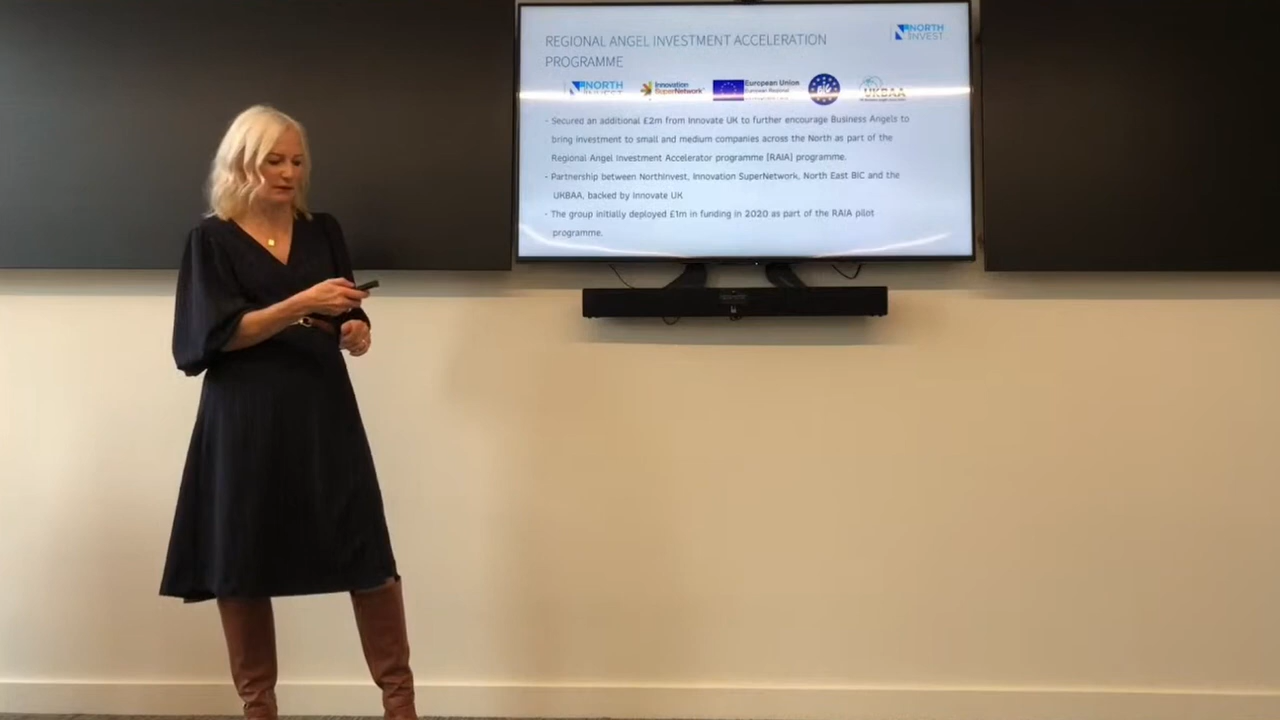 REGIONAL ANGEL INVESTMENT ACCELERATION
PROGRAMME
NORTH
INVEST
NORTH
INVEST
Innovation
SuperNetwork
European Union
European Regional
UKBAA
- Secured an additional £2m from Innovate UK to further encourage Business Angels to
bring investment to small and medium companies across the North as part of the
Regional Angel Investment Accelerator programme [RAIA] programme.
- Partnership between NorthInvest, Innovation SuperNetwork, North East BIC and the
UKBAA, backed by Innovate UK
- The group initially deployed £1m in funding in 2020 as part of the RAIA pilot
programme.